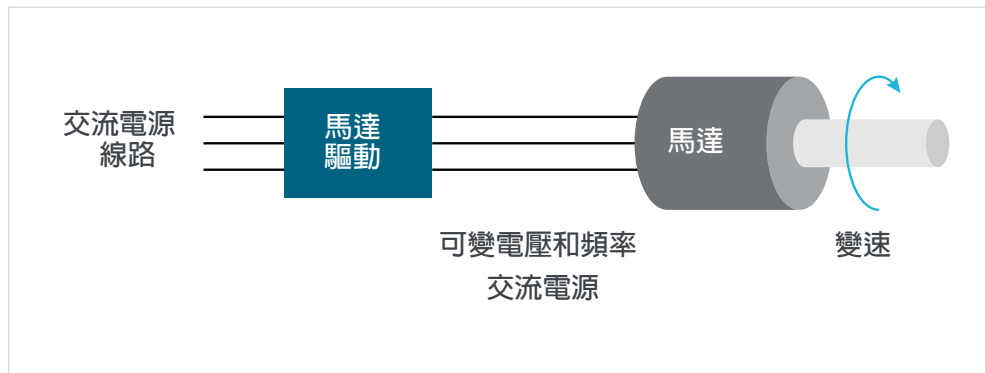 交流電源
線路
馬達
驅動
馬達
可變電壓和頻率
交流電源
變速